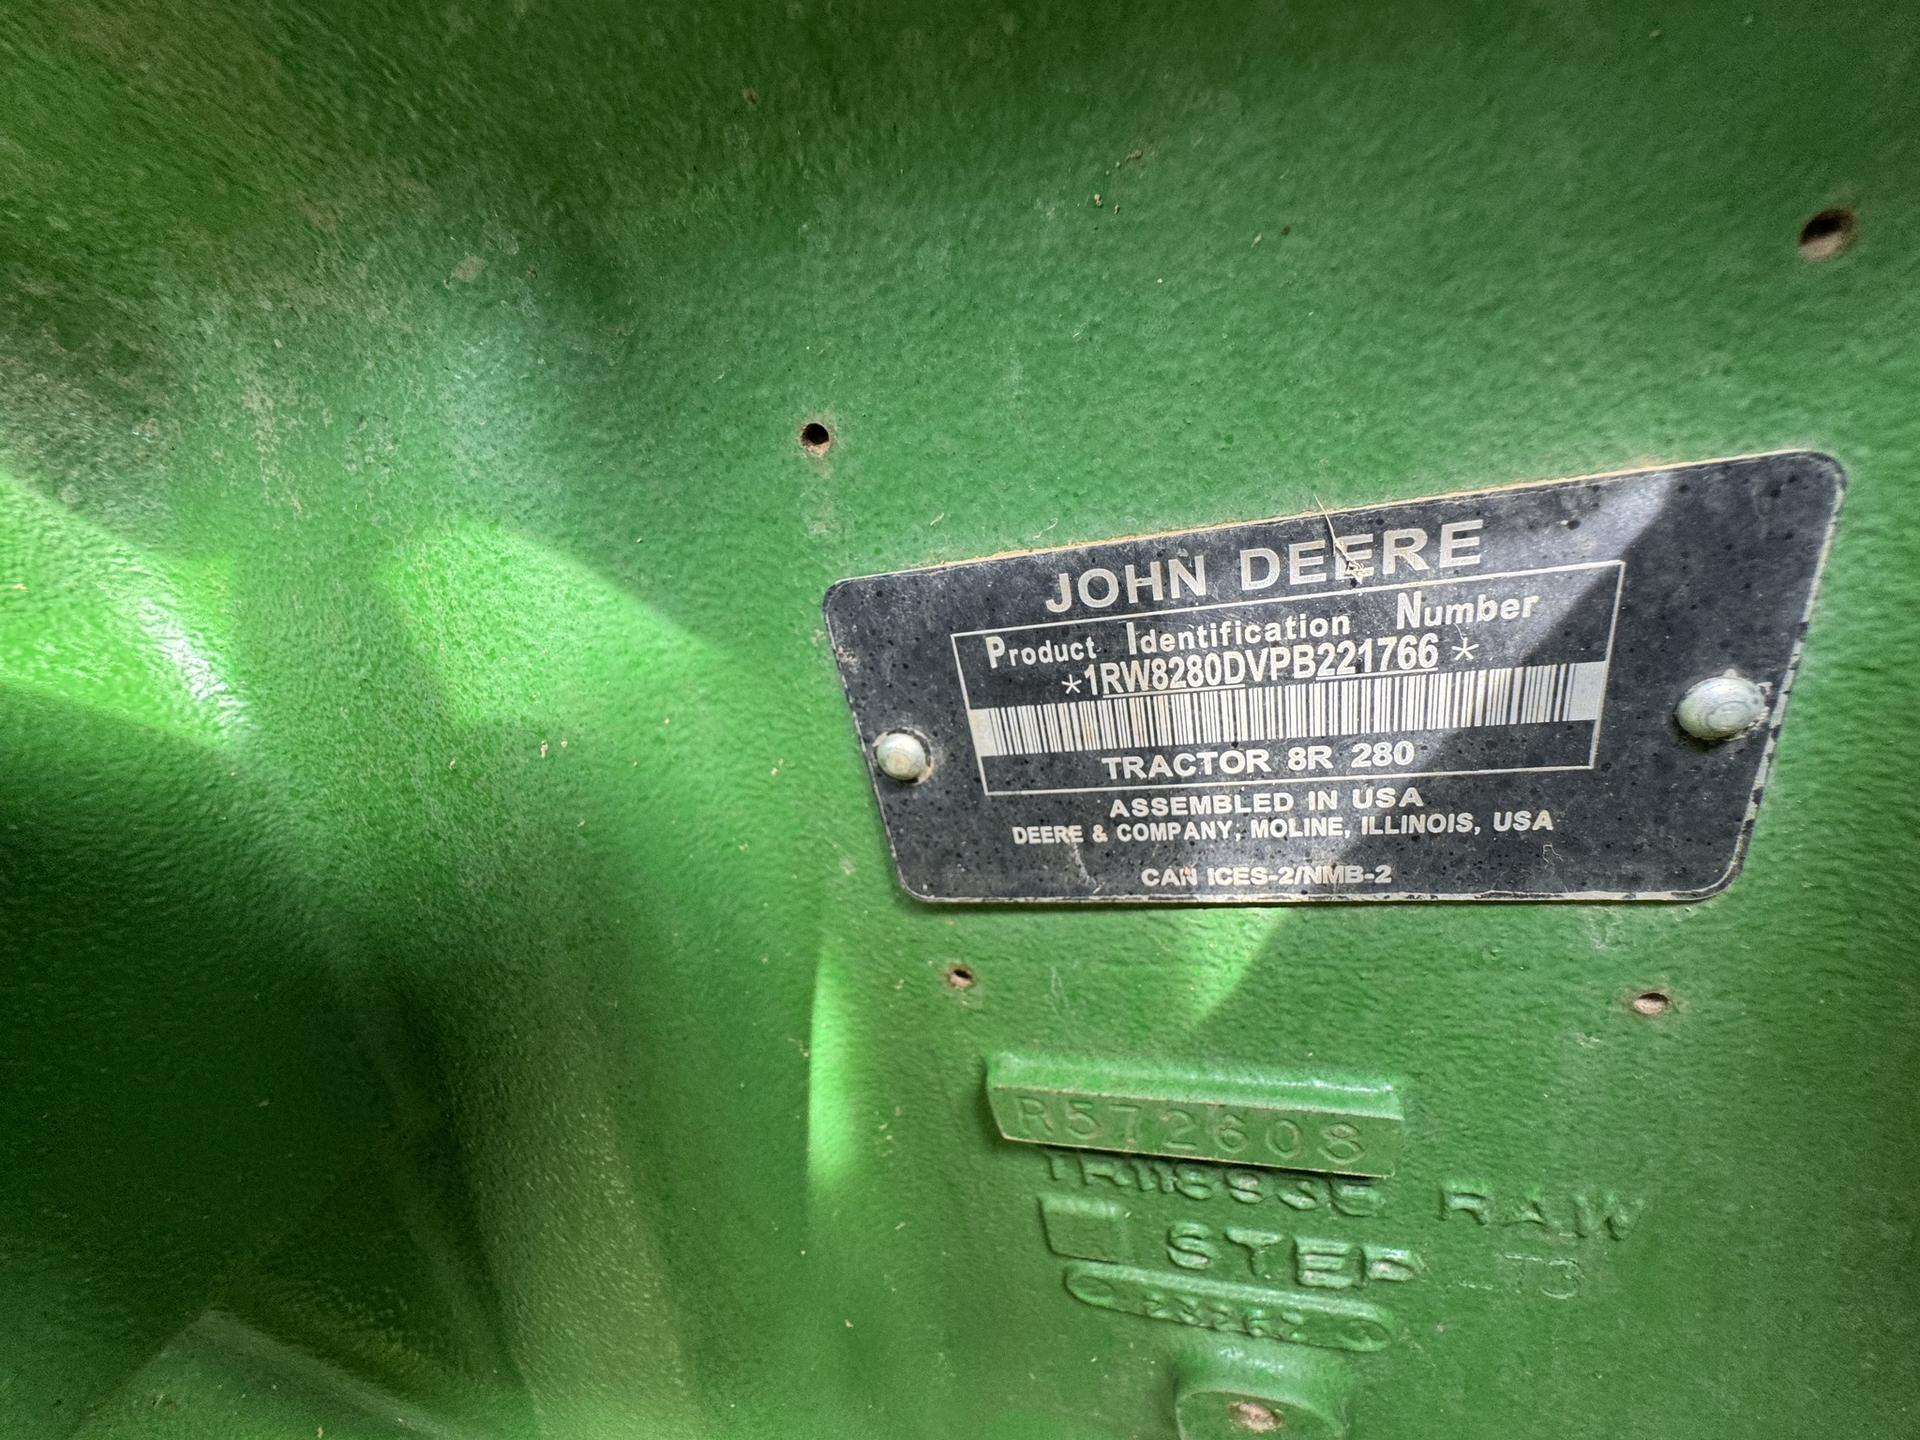 JOHN DEERE
Product Identification Number
*1RW8280DVPB221766*
TRACTOR 8R 280
ASSEMBLED IN USA
DEERE & COMPANY, MOLINE, ILLINOIS, USA
CAN ICES-2/NMB-2
R572608
RAW
STEP